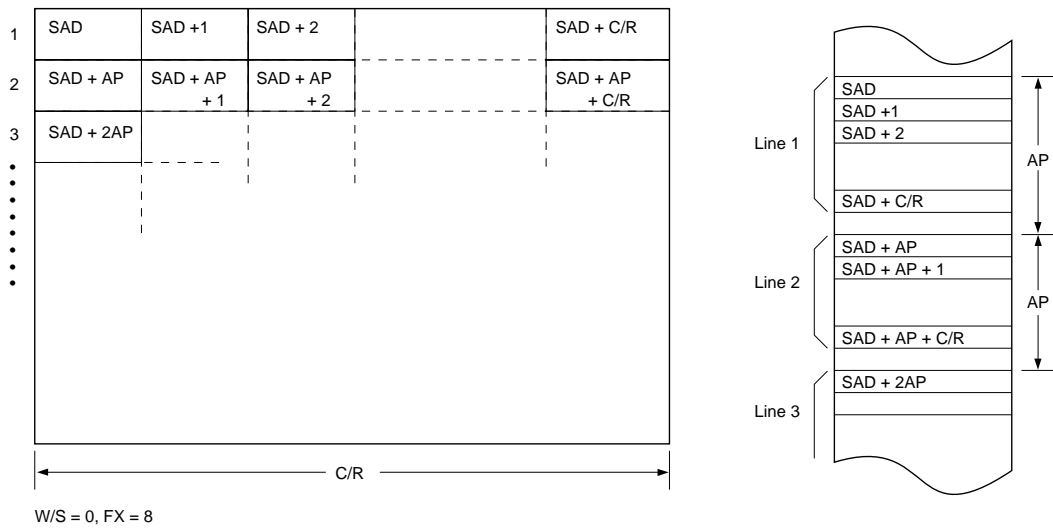 1 SAD SAD +1 SAD + 2 SAD + C/R
2 SAD + AP SAD + AP + 1 SAD + AP + 2 SAD + AP + C/R
3 SAD + 2AP
C/R
W/S = 0, FX = 8
Line 1
SAD
SAD +1
SAD + 2
SAD + C/R
AP
Line 2
SAD + AP
SAD + AP + 1
SAD + AP + C/R
AP
Line 3
SAD + 2AP